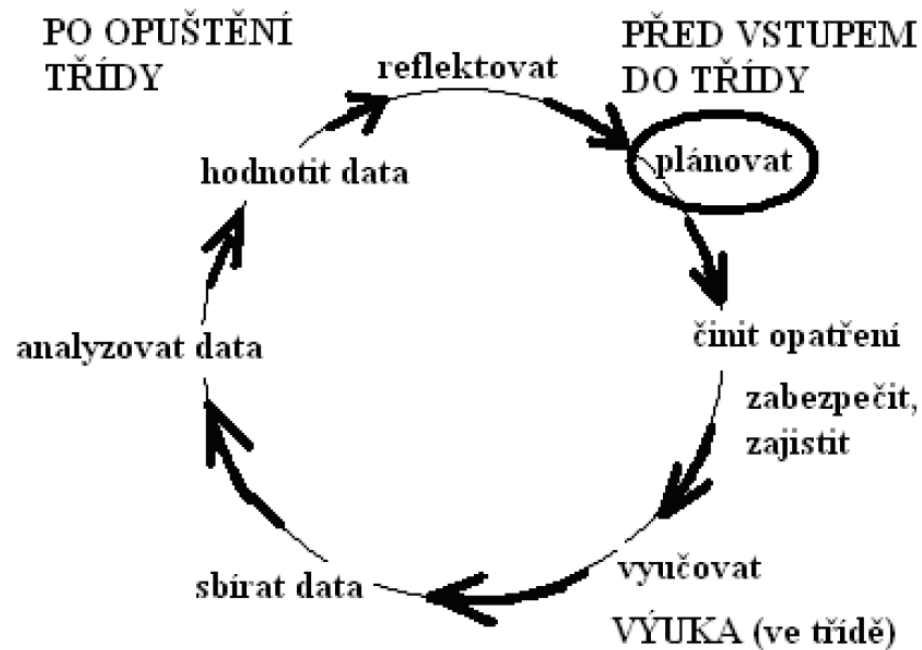 PO OPUŠTĚNÍ
TŘÍDY
reflektovat
PŘED VSTUPEM
DO TŘÍDY
plánovat
hodnotit data
analyzovat data
činit opatření
zabezpečit,
zajistit
sbírat data
vyučovat
VÝUKA (ve třídě)